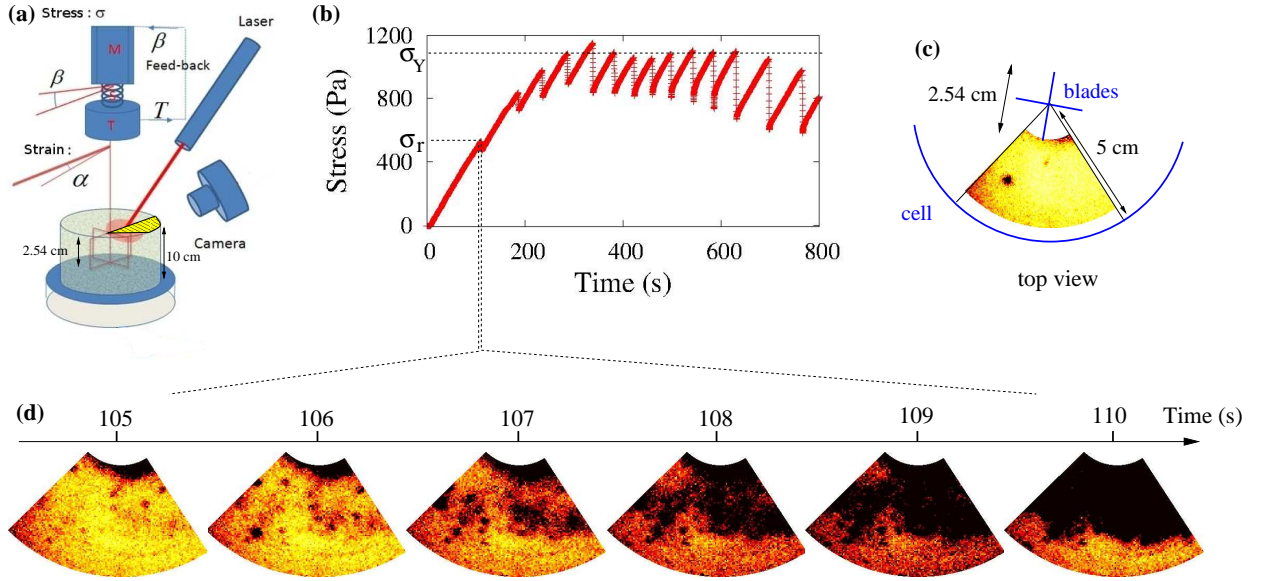 (a)
Stress : σ
Laser
M
β
Feed-back
β
T
T
Strain :
α
Camera
2.54 cm
10 cm
(b)
1200
σY
800
σr
400
0
Stress (Pa)
0 200 400 600 800
Time (s)
(c)
2.54 cm
blades
5 cm
cell
top view
(d)
105 106 107 108 109 110 Time (s)